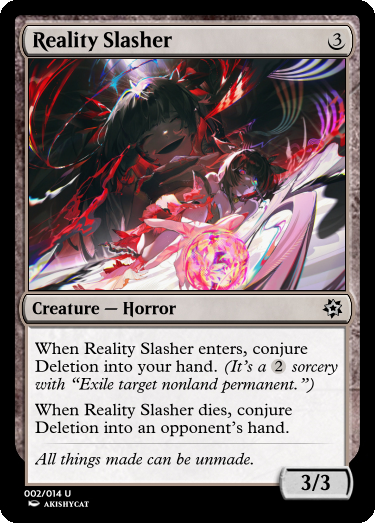 Reality Slasher 3
Creature — Horror
When Reality Slasher enters, conjure
Deletion into your hand. (It's a 2 sorcery
with “Exile target nonland permanent.”)
When Reality Slasher dies, conjure
Deletion into an opponent's hand.
All things made can be unmade.
3/3
002/014 U
AKISHYCAT